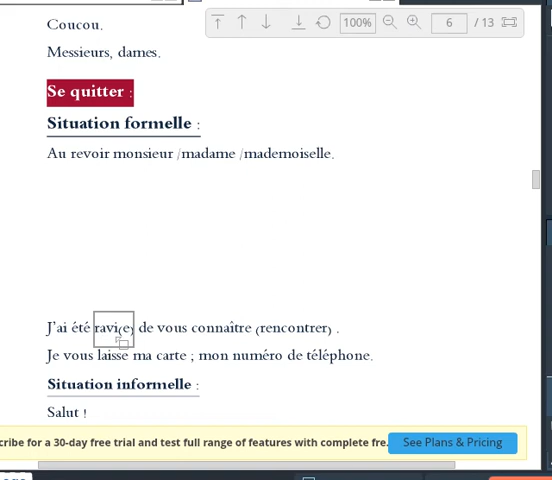 Coucou.
100%
6 / 13
Messieurs, dames.
Se quitter :
Situation formelle :
Au revoir monsieur /madame /mademoiselle.
J'ai été ravi(e) de vous connaître (rencontrer) .
Je vous laisse ma carte ; mon numéro de téléphone.
Situation informelle :
Salut !
cribe for a 30-day free trial and test full range of features with complete fre. See Plans & Pricing